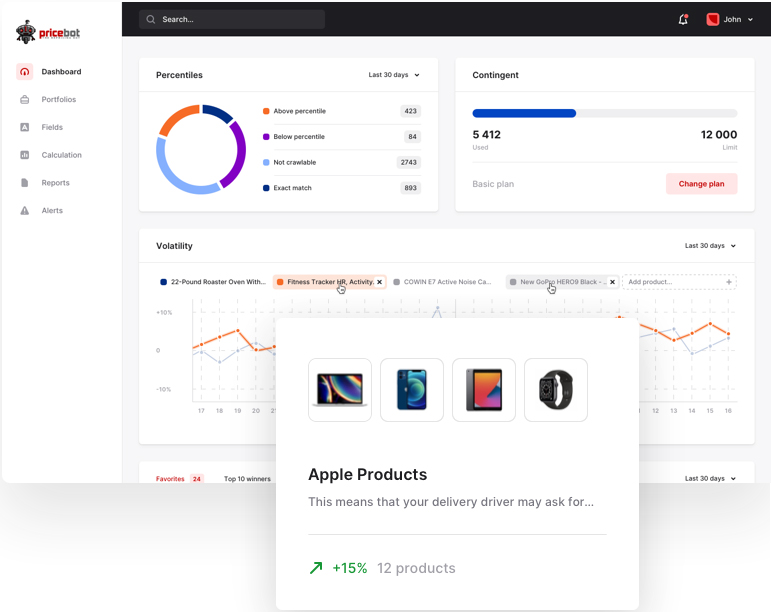 pricebot
Search...
John
Dashboard
Portfolios
Fields
Calculation
Reports
Alerts
Percentiles
Last 30 days
Above percentile 423
Below percentile 84
Not crawlable 2743
Exact match 893
Contingent
5 412 12 000
Used Limit
Basic plan Change plan
Volatility
Last 30 days
22-Pound Roaster Oven With...
Fitness Tracker HR, Activity.
COWIN E7 Active Noise Ca...
New GoPro HERO9 Black - ..
Add product...
+10%
0
-10%
17 18 19 20 12 13 14 15 16
Favorites 24 Top 10 winners
Last 30 days
Apple Products
This means that your delivery driver may ask for...
+15% 12 products